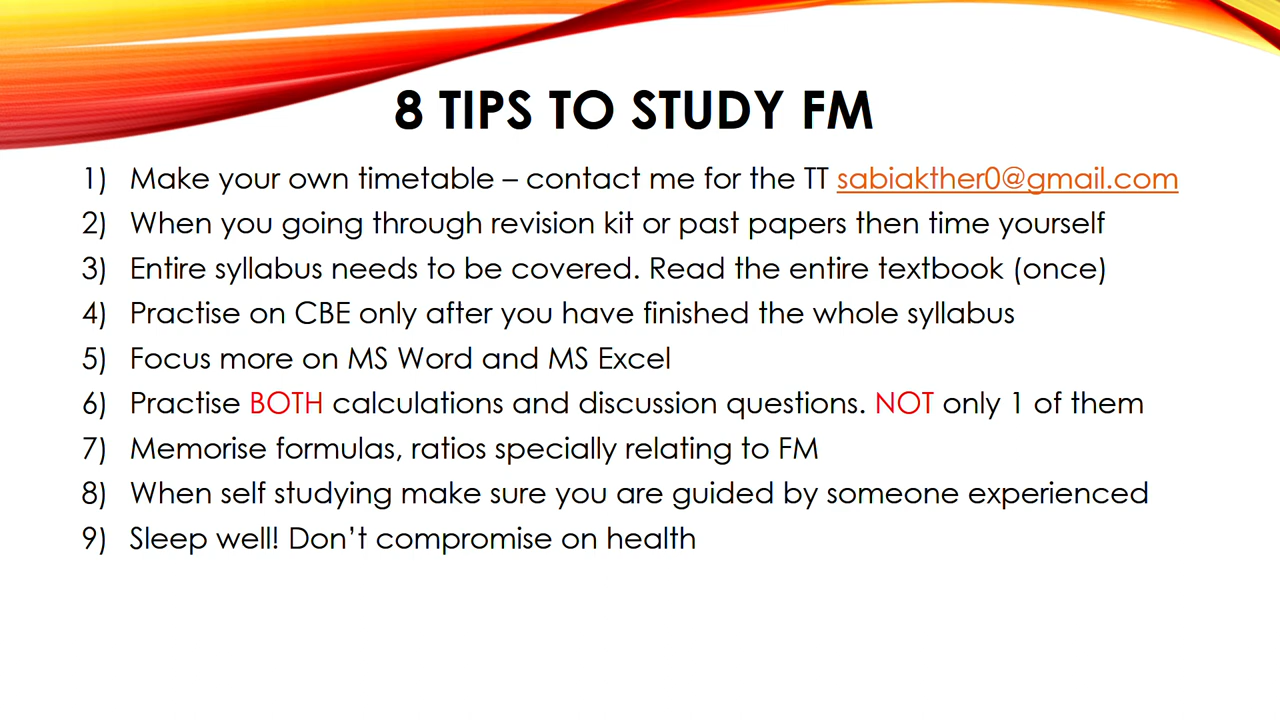 8 TIPS TO STUDY FM
1) Make your own timetable – contact me for the TT sabiakther0@gmail.com
2) When you going through revision kit or past papers then time yourself
3) Entire syllabus needs to be covered. Read the entire textbook (once)
4) Practise on CBE only after you have finished the whole syllabus
5) Focus more on MS Word and MS Excel
6) Practise BOTH calculations and discussion questions. NOT only 1 of them
7) Memorise formulas, ratios specially relating to FM
8) When self studying make sure you are guided by someone experienced
9) Sleep well! Don’t compromise on health